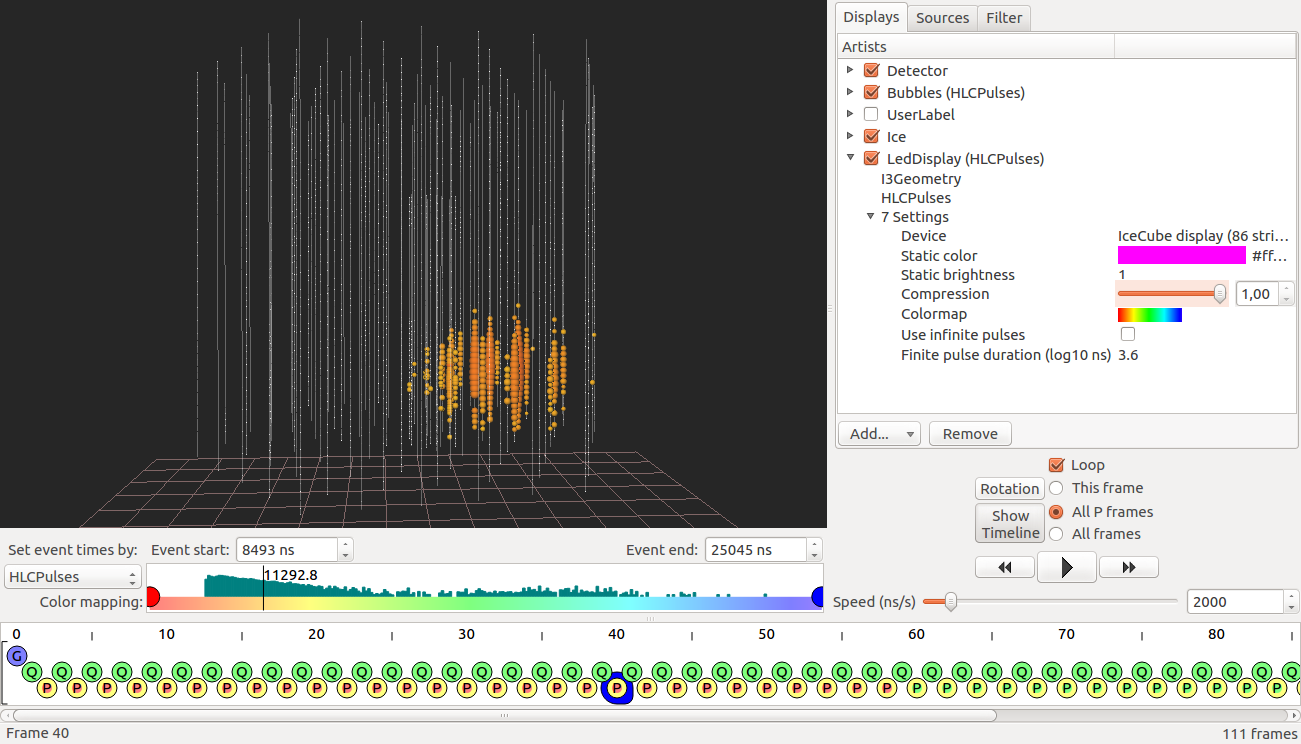 Displays Sources Filter
Artists
Detector
Bubbles (HLCPulses)
UserLabel
Ice
LedDisplay (HLCPulses)
I3Geometry
HLCPulses
7 Settings
Device IceCube display (86 stri...
Static color #ff...
Static brightness 1
Compression 1,00
Colormap
Use infinite pulses
Finite pulse duration (log10 ns) 3.6
Add... Remove
Loop
Rotation This frame
Show Timeline All P frames
All frames
Set event times by: Event start: 8493 ns Event end: 25045 ns
HLCPulses 11292.8
Color mapping: Speed (ns/s) 2000
0 10 20 30 40 50 60 70 80
G
Q Q Q Q Q Q Q Q Q Q Q Q Q Q Q Q Q Q Q Q Q Q Q Q Q Q Q Q Q Q Q Q Q Q Q Q Q Q Q Q Q Q Q
P P P P P P P P P P P P P P P P P P P P P P P P P P P P P P P P P P P P P P P P P P
Frame 40 111 frames